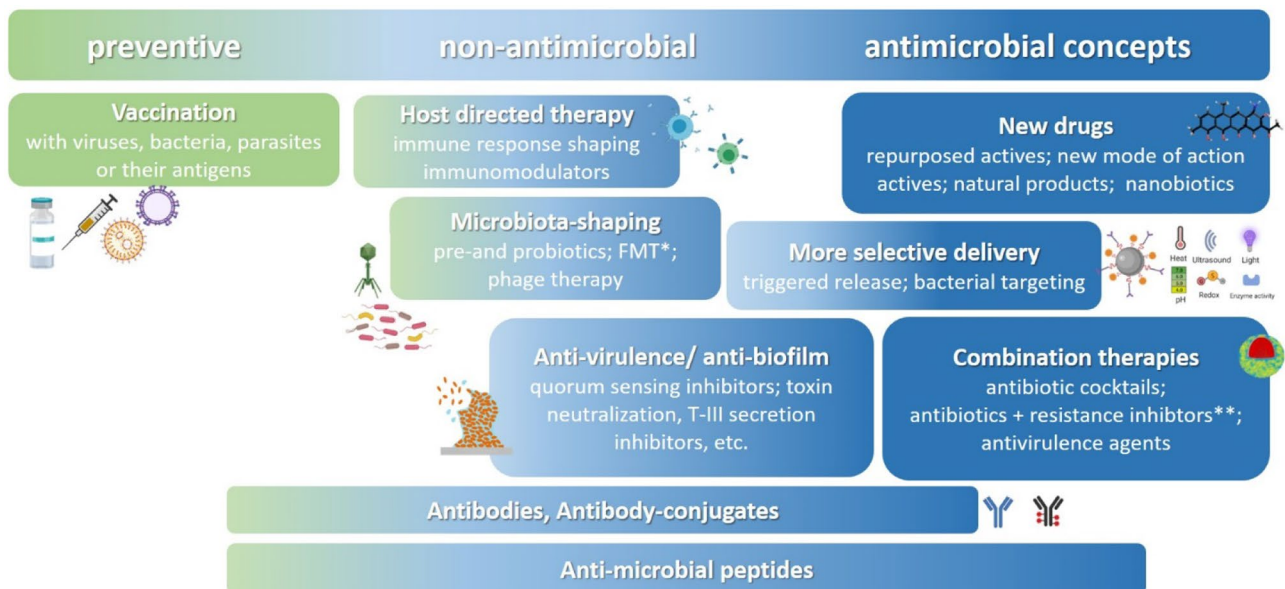 preventive
non-antimicrobial
antimicrobial concepts
Vaccination
with viruses, bacteria, parasites
or their antigens
Host directed therapy
immune response shaping
immunomodulators
New drugs
repurposed actives; new mode of action
actives; natural products; nanobiotics
Microbiota-shaping
pre-and probiotics; FMT*;
phage therapy
More selective delivery
triggered release; bacterial targeting
Heat
Ultrasound
Light
pH
Redox
Enzyme activity
Anti-virulence/ anti-biofilm
quorum sensing inhibitors; toxin
neutralization, T-III secretion
inhibitors, etc.
Combination therapies
antibiotic cocktails;
antibiotics + resistance inhibtors**;
antivirulence agents
Antibodies, Antibody-conjugates
Anti-microbial peptides